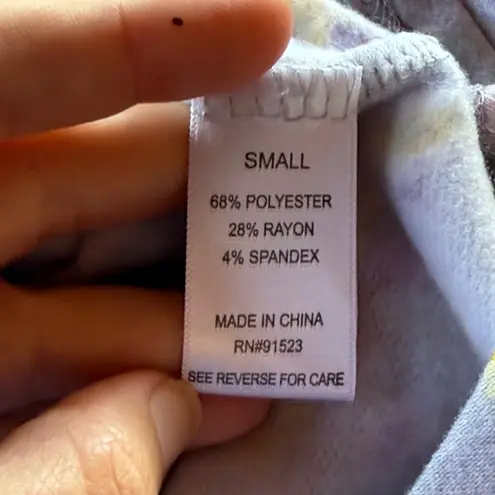 SMALL
68% POLYESTER
28% RAYON
4% SPANDEX
MADE IN CHINA
RN#91523
SEE REVERSE FOR CARE